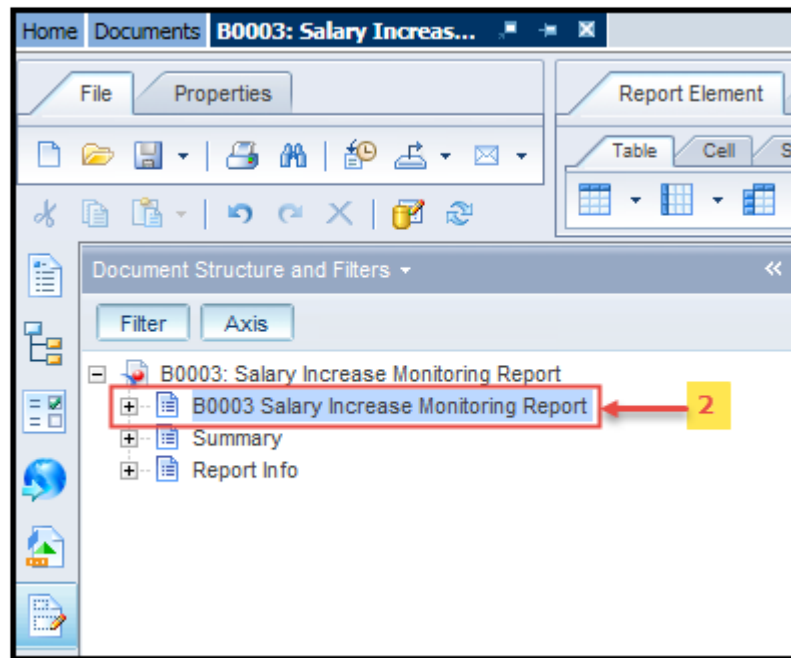 Home Documents B0003: Salary Increas...
File Properties
Report Element
Table Cell S
Document Structure and Filters
Filter Axis
B0003: Salary Increase Monitoring Report
B0003 Salary Increase Monitoring Report
2
Summary
Report Info